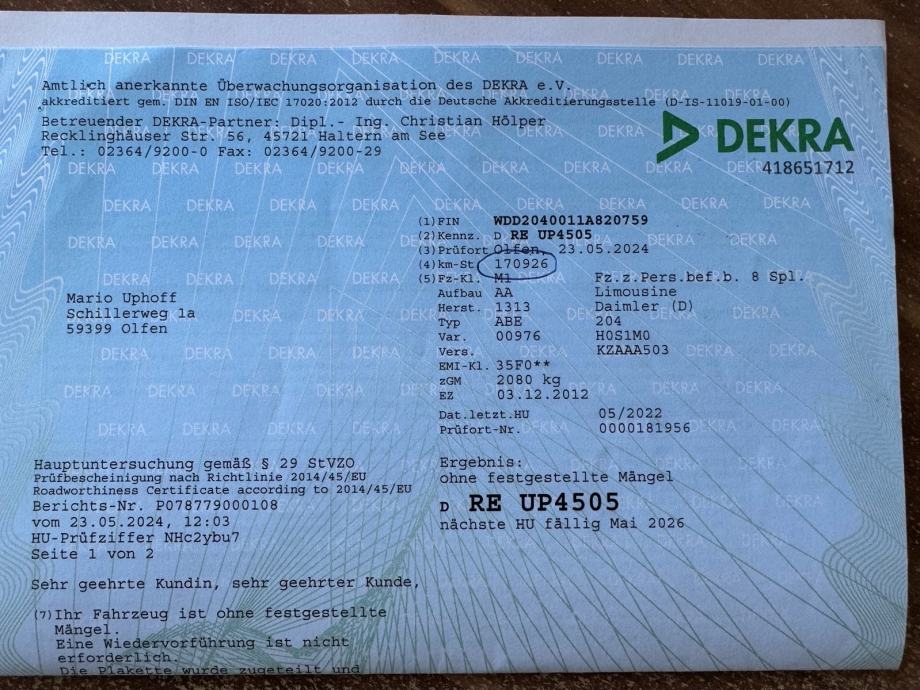 Amtlich anerkannte Überwachungsorganisation des DEKRA e.V.
akkreditiert gem. DIN EN ISO/IEC 17020:2012 durch die Deutsche Akkreditierungsstelle (D-IS-11019-01-00)
Betreuender DEKRA-Partner: Dipl.- Ing. Christian Hölper
Recklinghäuser Str. 56, 45721 Haltern am See
Tel.: 02364/9200-0 Fax: 02364/9200-29
DEKRA
418651712
(1) FIN WDD2040011A820759
(2) Kennz. D RE UP4505
(3) Prüfort Olfen, 23.05.2024
(4) km-St. 170926
(5) Fz-Kl. M1 Fz.z.Pers.bef.b. 8 Spl.
Aufbau AA Limousine
Herst. 1313 Daimler (D)
Typ ABE 204
Var. 00976 H0S1M0
Vers. KZAAA503
EMI-Kl. 35F0**
zGM 2080 kg
EZ 03.12.2012
Dat.letzt.HU 05/2022
Prüfort-Nr. 0000181956
Mario Uphoff
Schillerweg 1a
59399 Olfen
Hauptuntersuchung gemäß § 29 StVZO
Prüfbescheinigung nach Richtlinie 2014/45/EU
Roadworthiness Certificate according to 2014/45/EU
Berichts-Nr. P078779000108
vom 23.05.2024, 12:03
HU-Prüfziffer NHc2ybu7
Seite 1 von 2
Ergebnis:
ohne festgestellte Mängel
D RE UP4505
nächste HU fällig Mai 2026
Sehr geehrte Kundin, sehr geehrter Kunde,
(7) Ihr Fahrzeug ist ohne festgestellte
Mängel.
Eine Wiedervorführung ist nicht
erforderlich.
Die Plakette wurde zugeteilt und